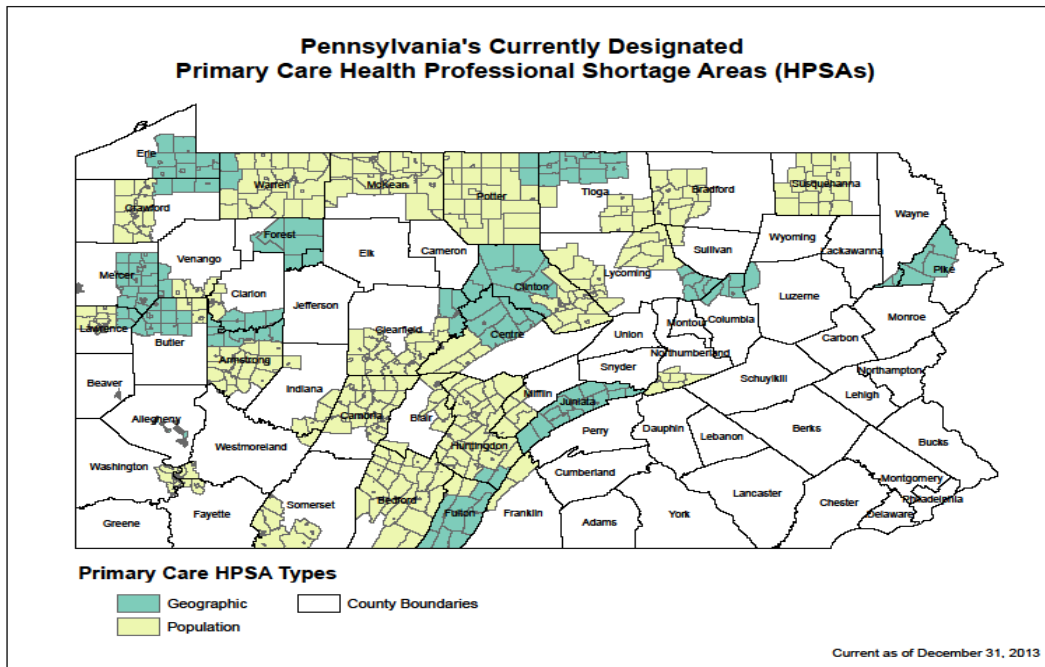 Pennsylvania's Currently Designated
Primary Care Health Professional Shortage Areas (HPSAs)
Erie
Warren
McKean
Potter
Tioga
Bradford
Susquehanna
Wayne
Crawford
Forest
Elk
Cameron
Sullivan
Wyoming
Lackawanna
Pike
Mercer
Venango
Clinton
Lycoming
Clarion
Jefferson
Luzerne
Monroe
Lawrence
Butler
Clearfield
Centre
Union
Montour
Columbia
Carbon
Armstrong
Snyder
Northumberland
Northampton
Beaver
Indiana
Mifflin
Schuylkill
Lehigh
Allegheny
Cambria
Blair
Juniata
Westmoreland
Huntingdon
Perry
Dauphin
Lebanon
Berks
Bucks
Washington
Cumberland
Montgomery
Somerset
Bedford
Lancaster
Philadelphia
Greene
Fayette
Fulton
Franklin
Adams
York
Chester
Delaware
Primary Care HPSA Types
Geographic
County Boundaries
Population
Current as of December 31, 2013